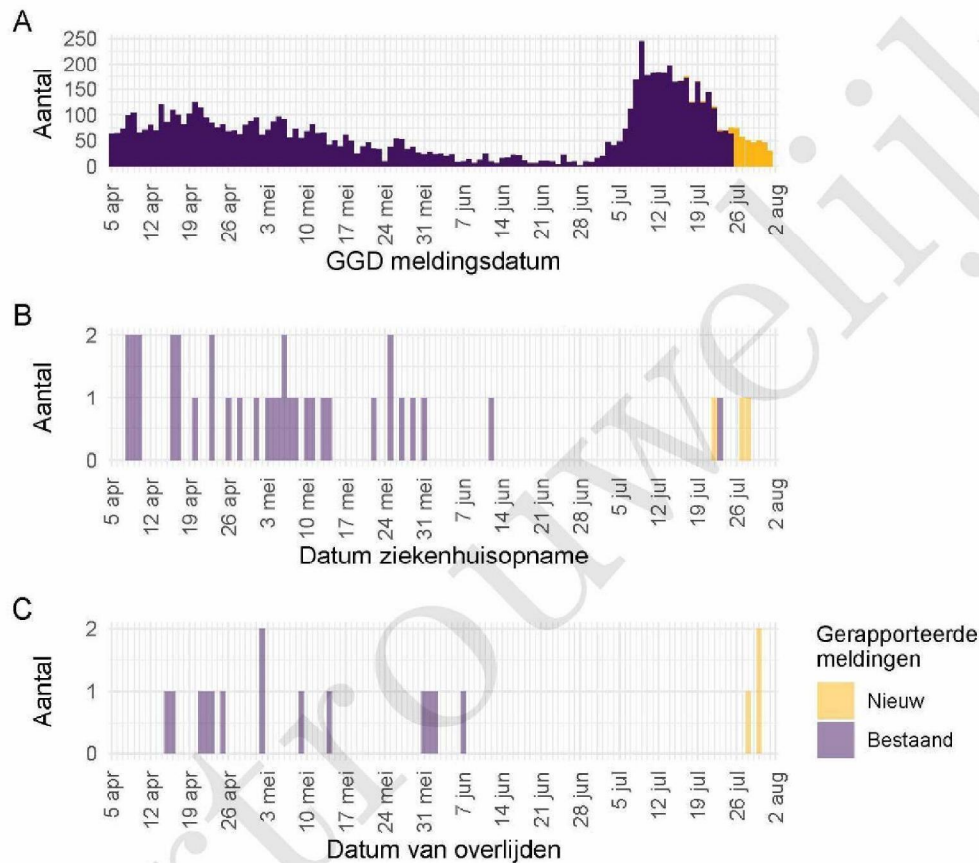 A
Aantal
250
200
150
100
50
0
5 apr
12 apr
19 apr
26 apr
3 mei
10 mei
17 mei
24 mei
31 mei
7 jun
14 jun
21 jun
28 jun
5 jul
12 jul
19 jul
26 jul
2 aug
GGD meldingsdatum
B
Aantal
2
1
0
5 apr
12 apr
19 apr
26 apr
3 mei
10 mei
17 mei
24 mei
31 mei
7 jun
14 jun
21 jun
28 jun
5 jul
12 jul
19 jul
26 jul
2 aug
Datum ziekenhuisopname
C
Aantal
2
1
0
5 apr
12 apr
19 apr
26 apr
3 mei
10 mei
17 mei
24 mei
31 mei
7 jun
14 jun
21 jun
28 jun
5 jul
12 jul
19 jul
26 jul
2 aug
Datum van overlijden
Gerapporteerde
meldingen
Nieuw
Bestaand
rtrouwelij